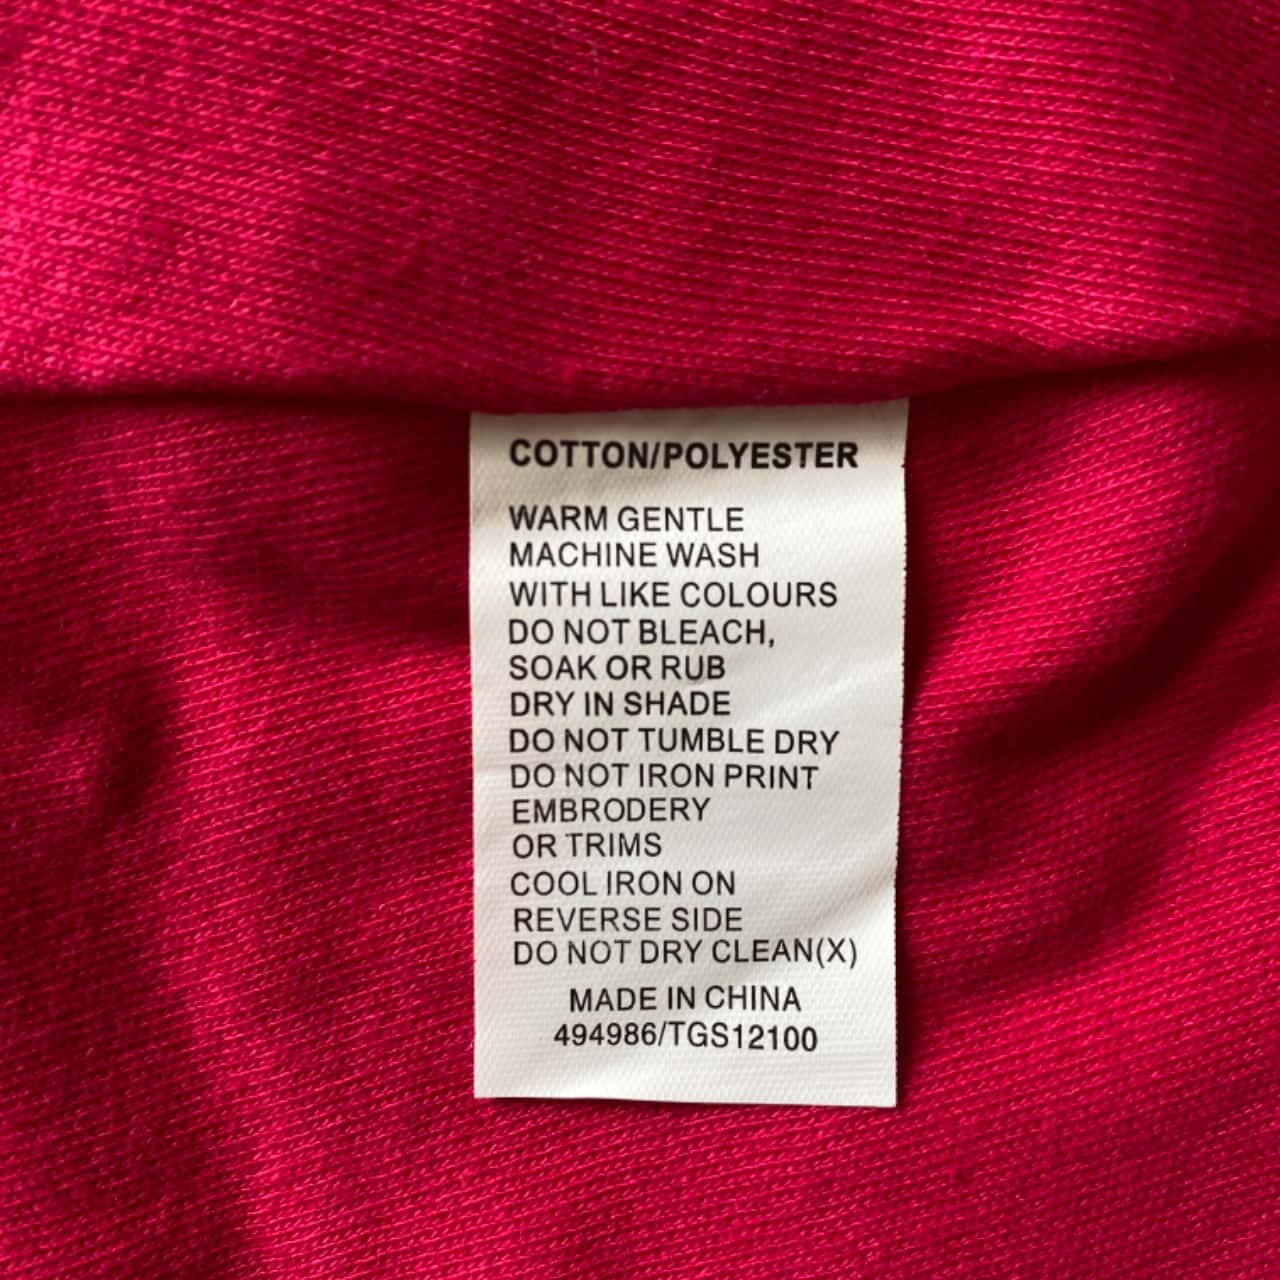 COTTON/POLYESTER
WARM GENTLE
MACHINE WASH
WITH LIKE COLOURS
DO NOT BLEACH,
SOAK OR RUB
DRY IN SHADE
DO NOT TUMBLE DRY
DO NOT IRON PRINT
EMBRODERY
OR TRIMS
COOL IRON ON
REVERSE SIDE
DO NOT DRY CLEAN(X)
MADE IN CHINA
494986/TGS12100